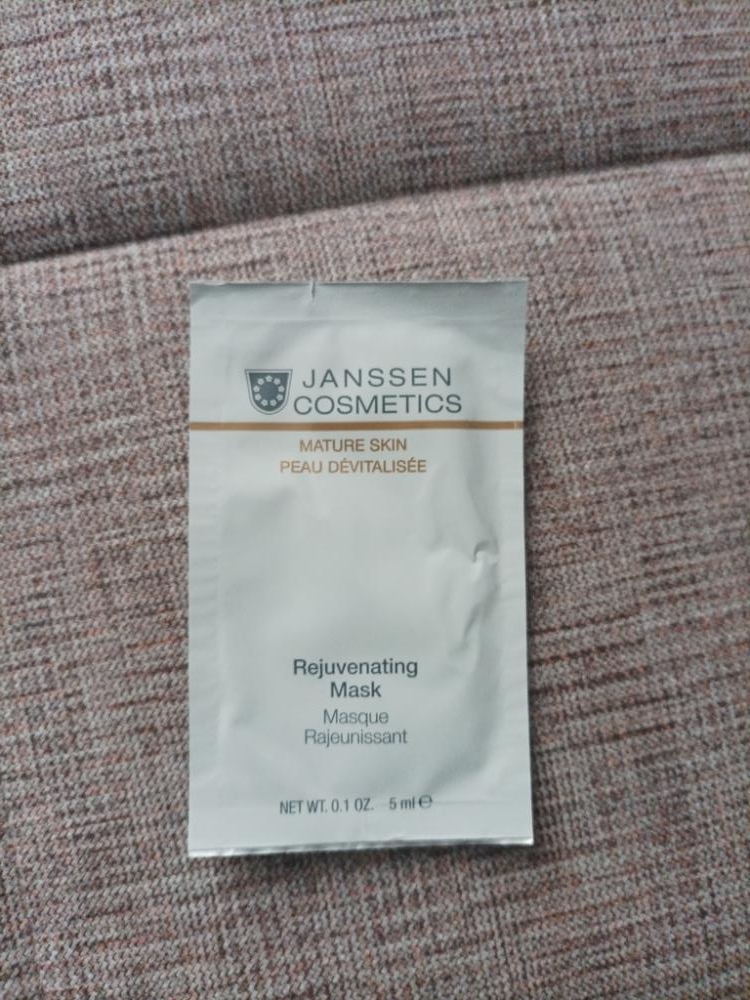 JANSSEN
COSMETICS
MATURE SKIN
PEAU DÉVITALISÉE
Rejuvenating
Mask
Masque
Rajeunissant
NET WT. 0.1 OZ. 5 ml ℮